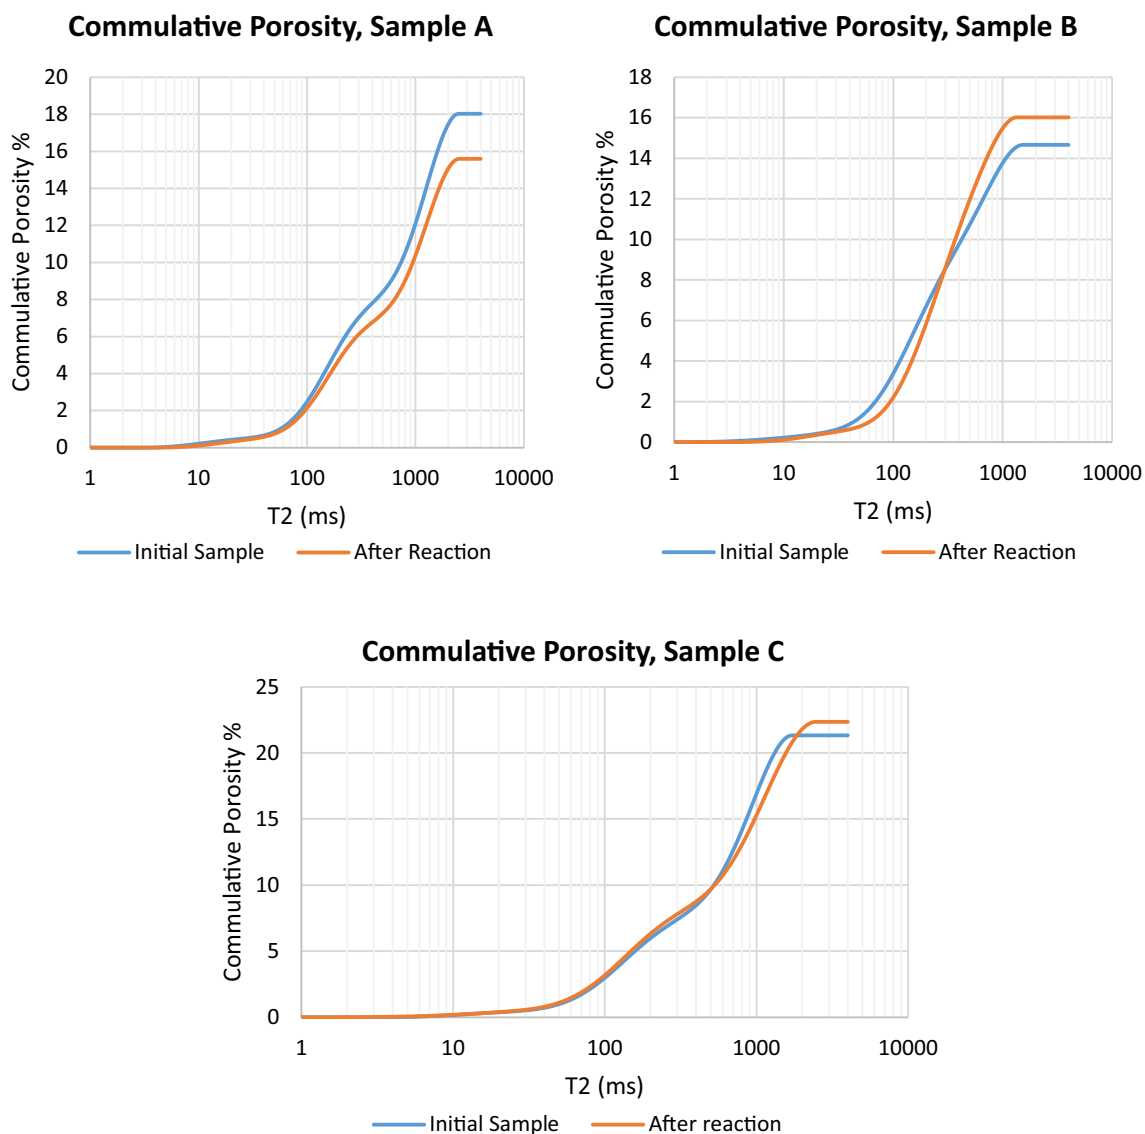 Commulative Porosity, Sample A
Commulative Porosity %
20
18
16
14
12
10
8
6
4
2
0
1 10 100 1000 10000
T2 (ms)
Initial Sample After Reaction
Commulative Porosity, Sample B
Commulative Porosity %
18
16
14
12
10
8
6
4
2
0
1 10 100 1000 10000
T2 (ms)
Initial Sample After Reaction
Commulative Porosity, Sample C
Commulative Porosity %
25
20
15
10
5
0
1 10 100 1000 10000
T2 (ms)
Initial Sample After reaction